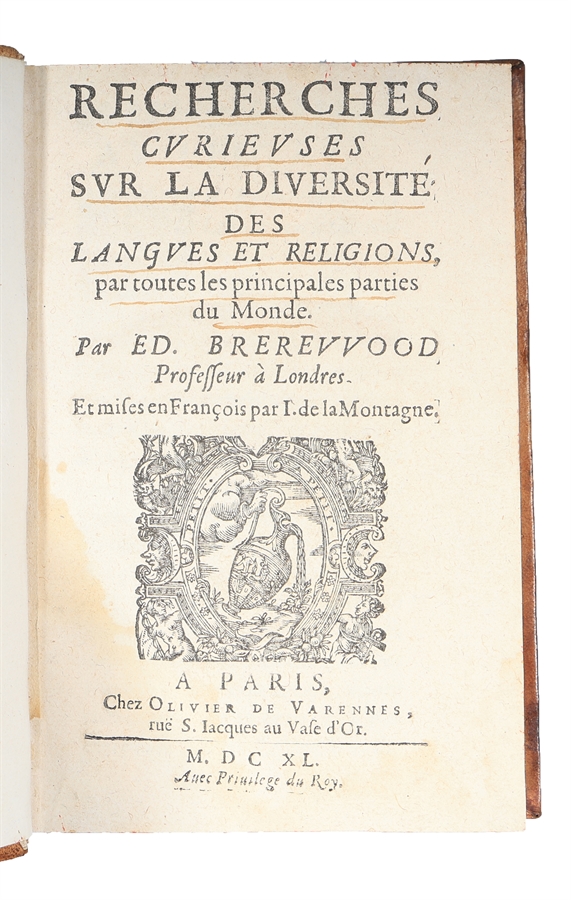 RECHERCHES
CVRIEVSES
SVR LA DIVERSITÉ
DES
LANGVES ET RELIGIONS,
par toutes les principales parties
du Monde.
Par ED. BREREVVOOD
Profeſſeur à Londres.
Et miſes en François par I. de la Montagne.
A PARIS,
Chez OLIVIER DE VARENNES,
ruë S. Iacques au Vaſe d'Or.
M. DC XL.
Auec Priuilege du Roy.